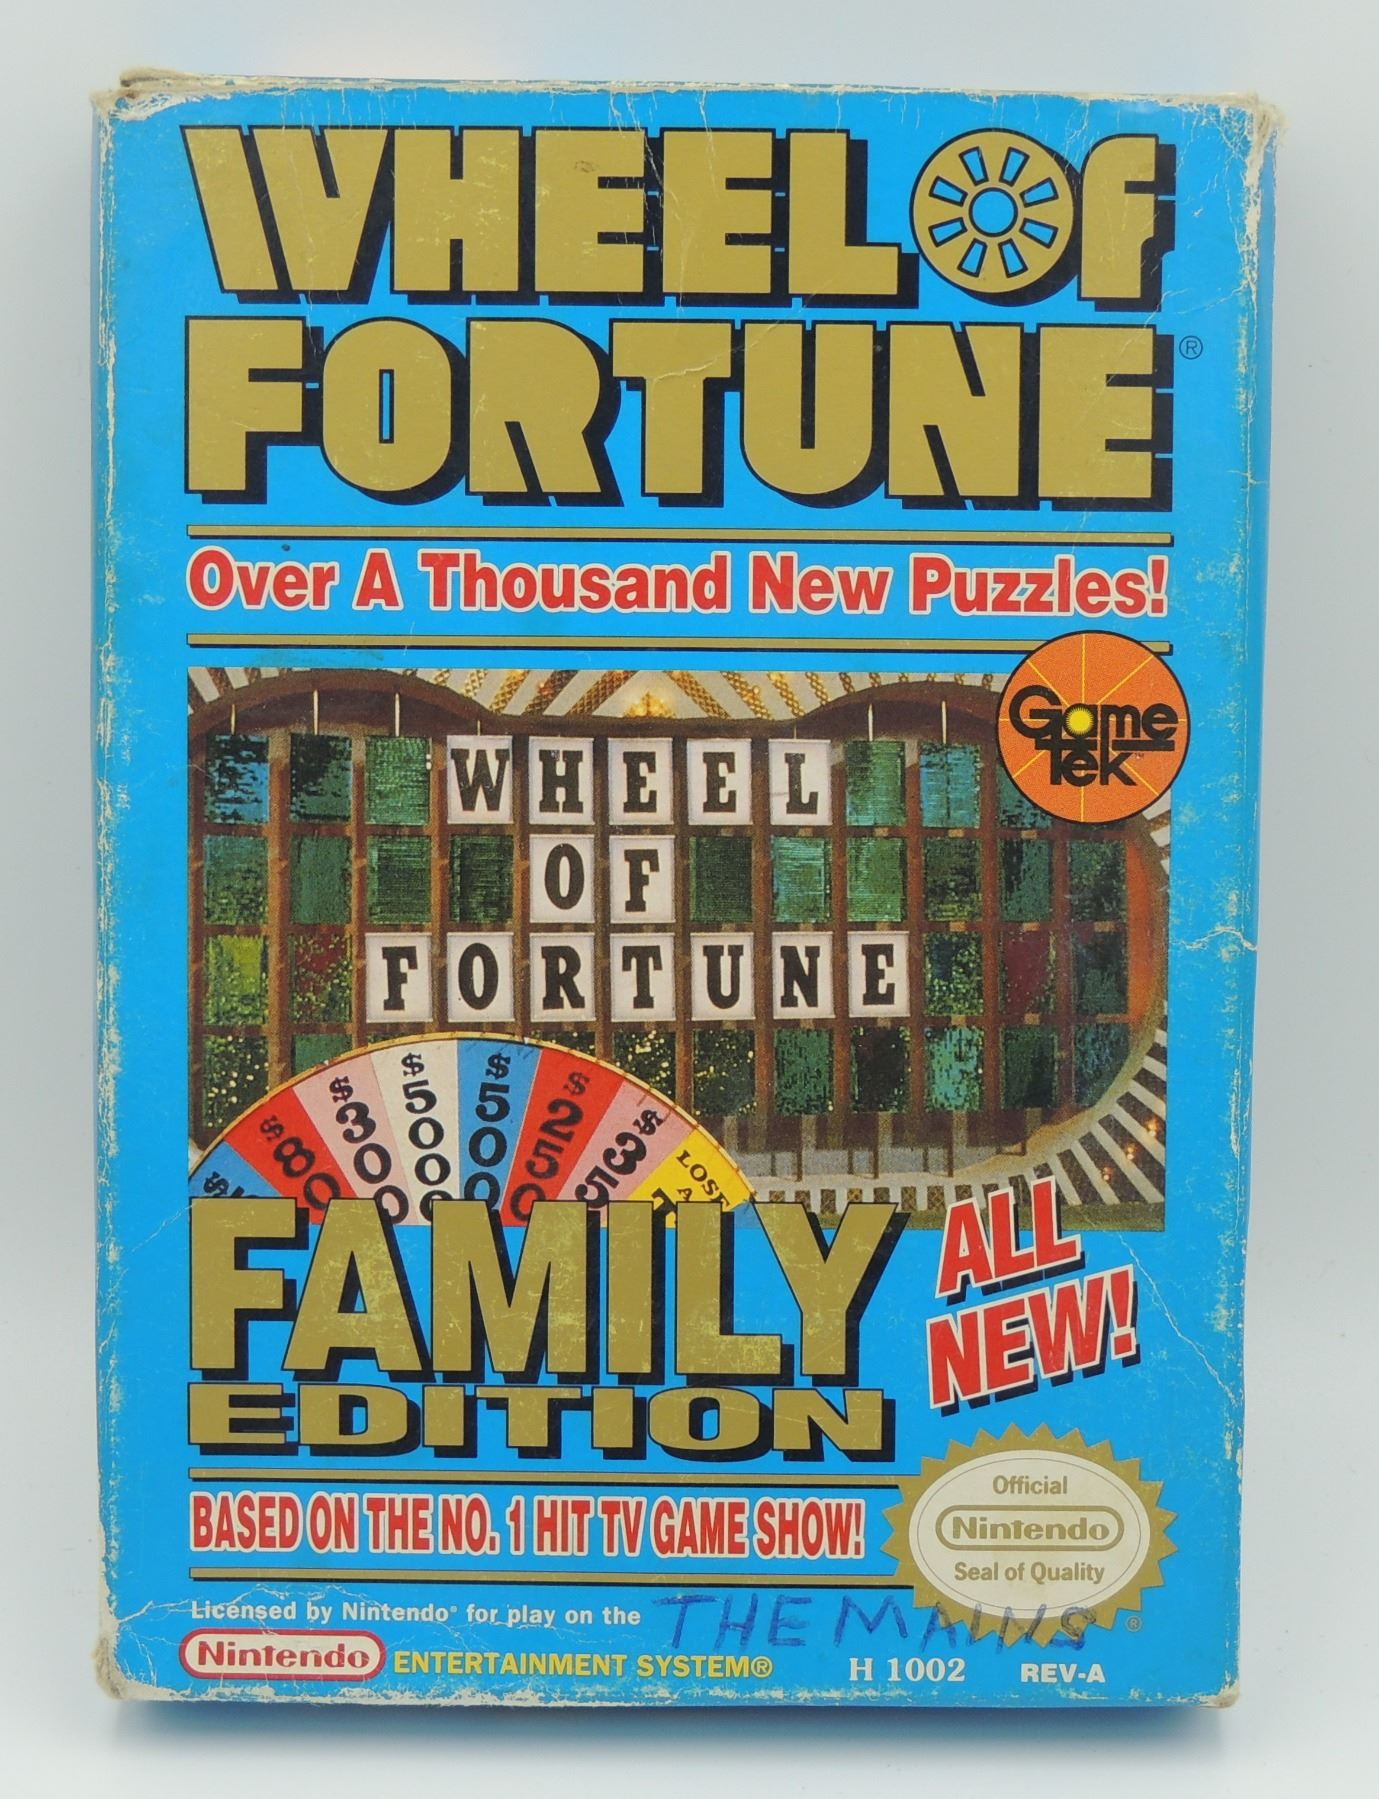 WHEEL OF
FORTUNE®
Over A Thousand New Puzzles!
Game
Tek™
WHEEL
OF
FORTUNE
$800
$300
$5000
$500
$250
$35
LOSE
A
FAMILY
EDITION
ALL
NEW!
BASED ON THE NO. 1 HIT TV GAME SHOW!
Official
Nintendo
Seal of Quality
®
Licensed by Nintendo® for play on the
THE MAINS
Nintendo ENTERTAINMENT SYSTEM®
H 1002 REV-A